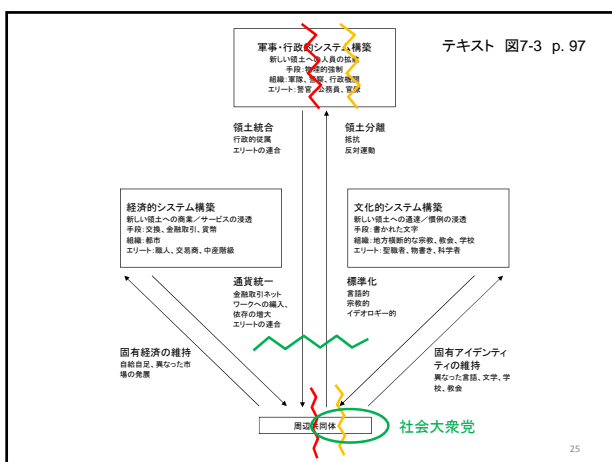 テキスト 図7-3 p. 97
軍事・行政的システム構築
新しい領土への人員の拡散
手段:物理的強制
組織:軍隊、警察、行政機関
エリート:警官、公務員、官僚
領土統合
行政的従属
エリートの連合
領土分離
抵抗
反対運動
経済的システム構築
新しい領土への商業/サービスの浸透
手段:交換、金融取引、貨幣
組織:都市
エリート:職人、交易商、中産階級
文化的システム構築
新しい領土への通達/慣例の浸透
手段:書かれた文字
組織:地方横断的な宗教、教会、学校
エリート:聖職者、物書き、科学者
通貨統一
金融取引ネット
ワークへの編入、
依存の増大
エリートの連合
標準化
言語的
宗教的
イデオロギー的
固有経済の維持
自給自足、異なった市
場の発展
固有アイデンティ
ティの維持
異なった言語、文学、学
校、教会
周辺共同体
社会大衆党
25